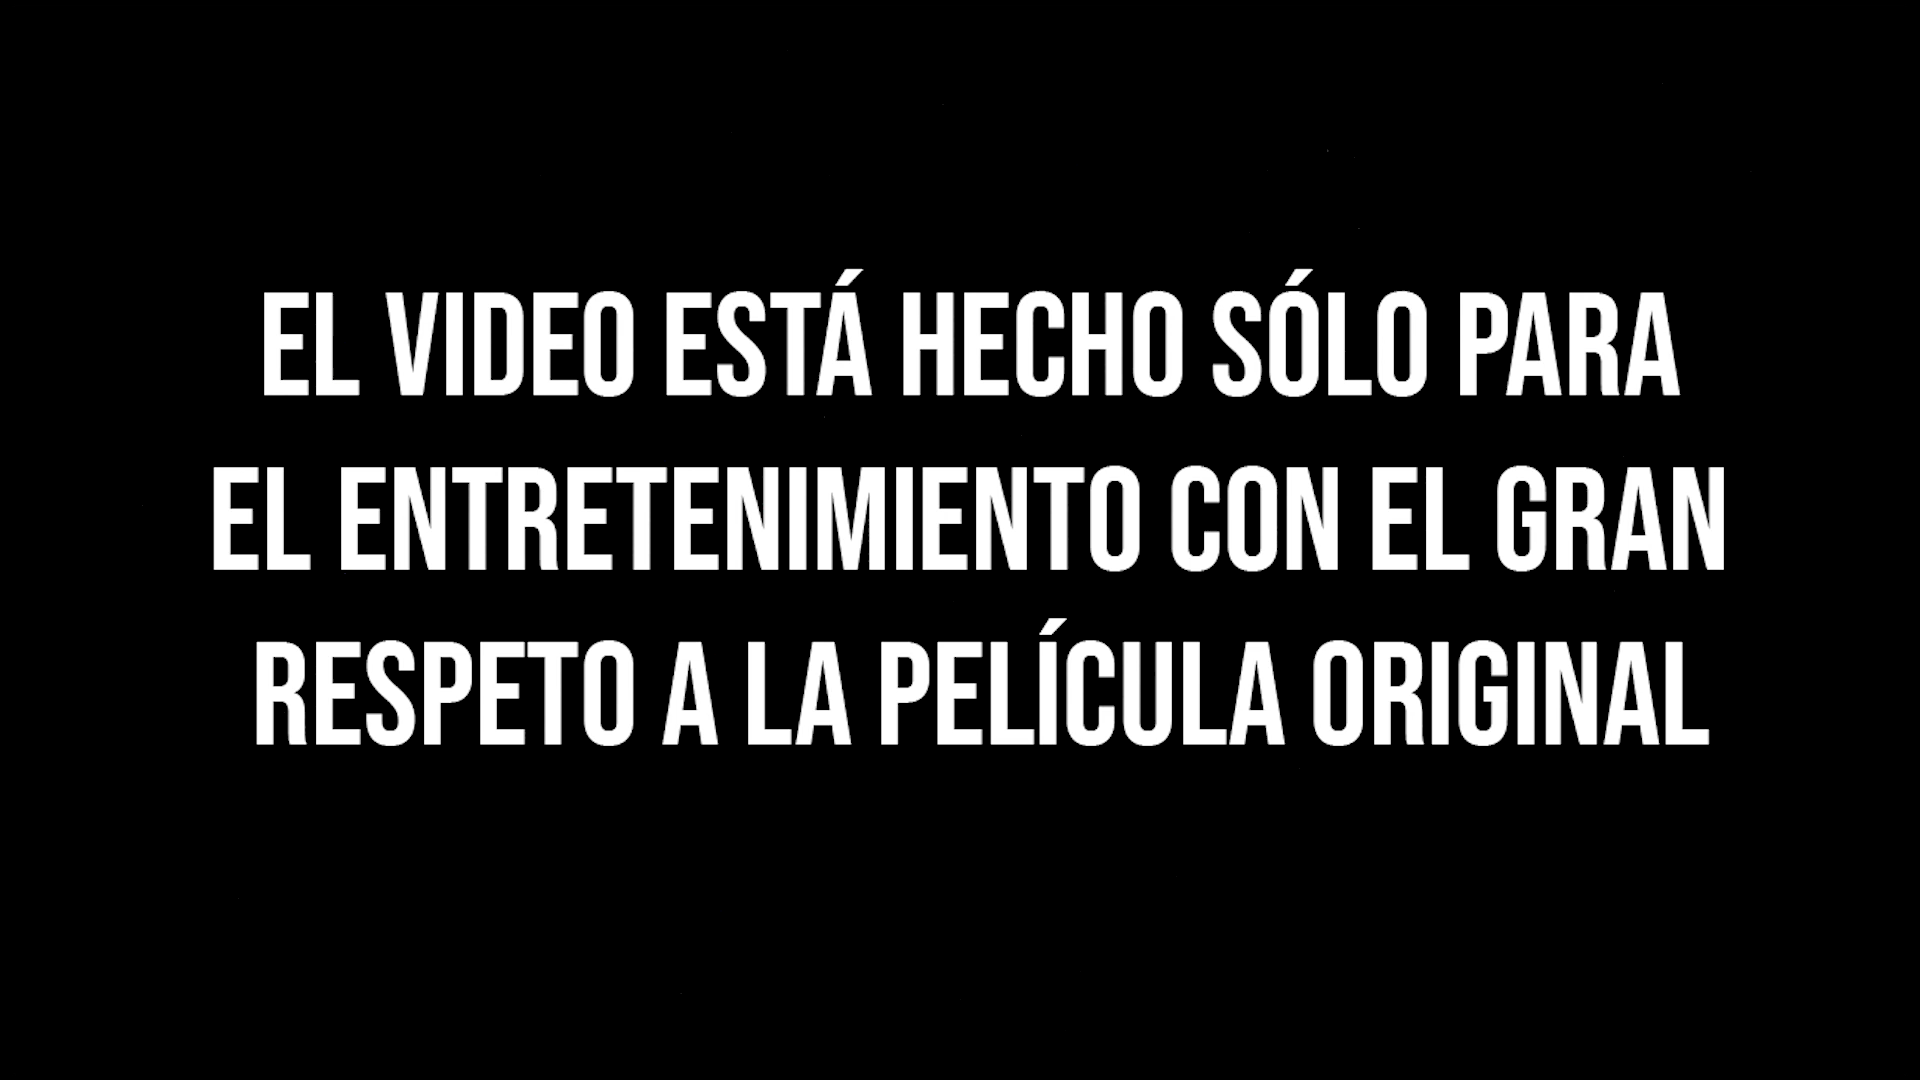 EL VIDEO ESTÁ HECHO SÓLO PARA
EL ENTRETENIMIENTO CON EL GRAN
RESPETO A LA PELÍCULA ORIGINAL